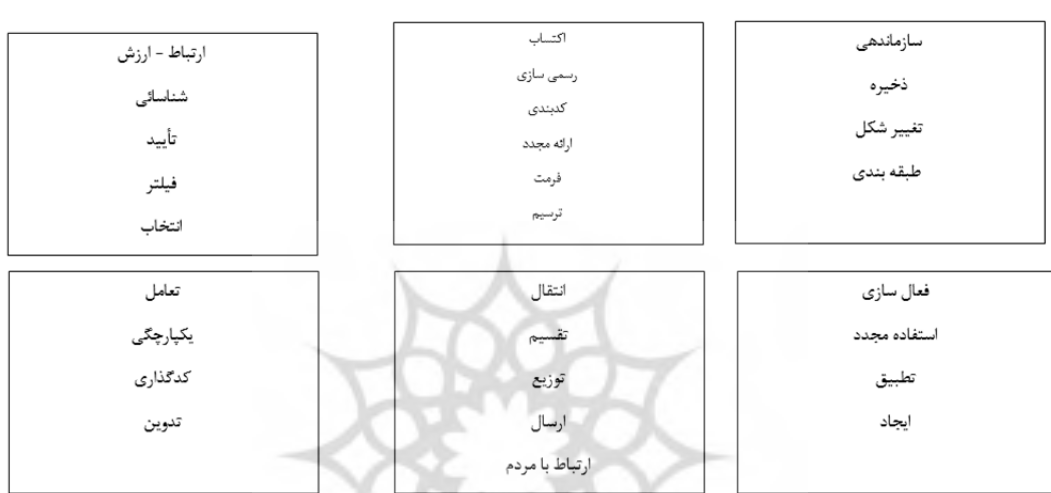 سازماندهی
ذخیره
تغییر شکل
طبقه بندی
اکتساب
رسمی سازی
کدبندی
ارائه مجدد
فرمت
ترسیم
ارتباط - ارزش
شناسائی
تأیید
فیلتر
انتخاب
فعال سازی
استفاده مجدد
تطبیق
ایجاد
انتقال
تقسیم
توزیع
ارسال
ارتباط با مردم
تعامل
یکپارچگی
کدگذاری
تدوین